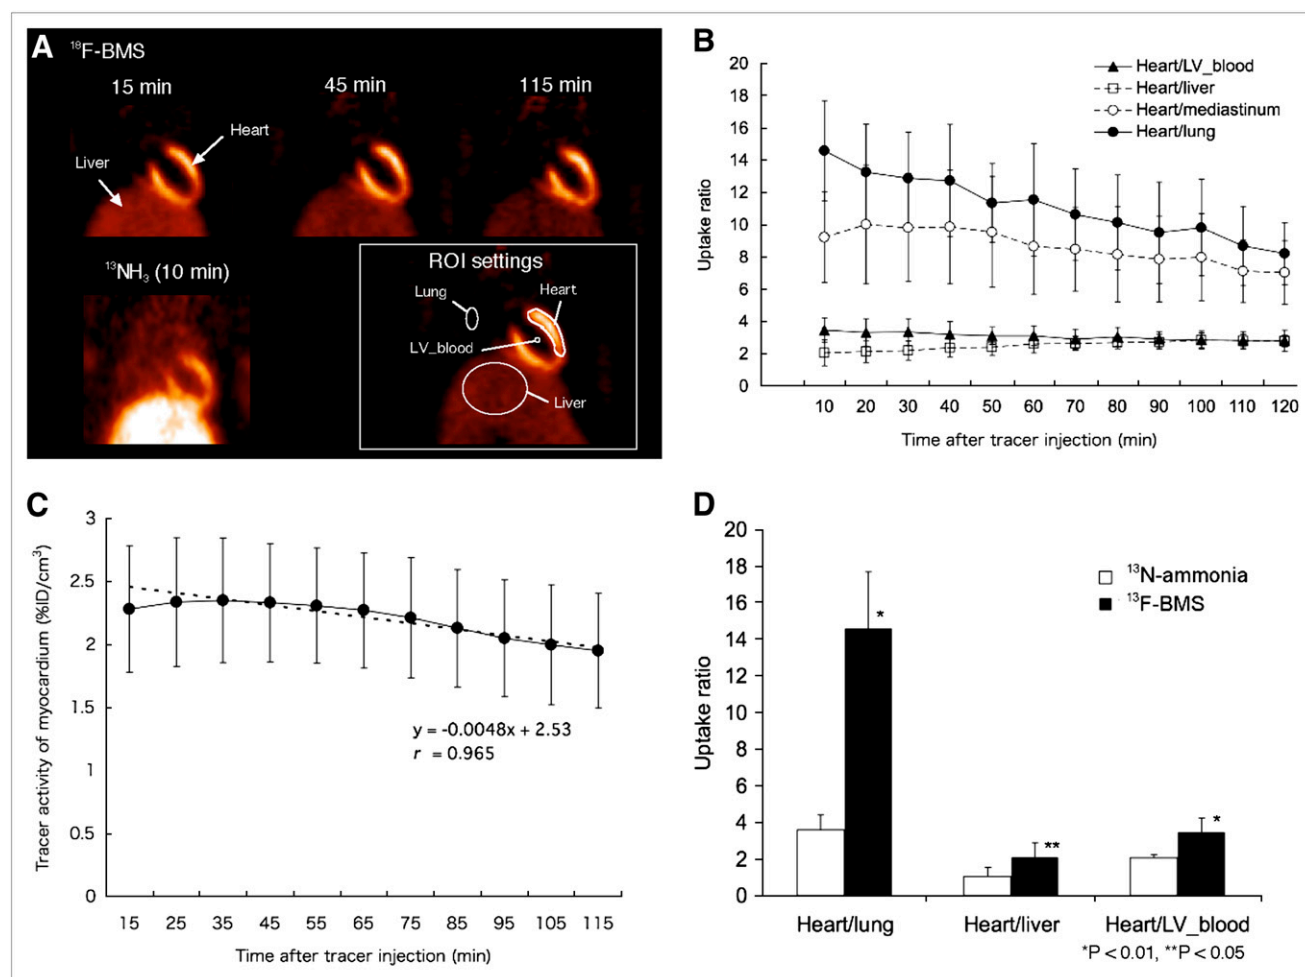 A
¹⁸F-BMS
15 min
45 min
115 min
Heart
Liver
¹³NH₃ (10 min)
ROI settings
Lung
Heart
LV_blood
Liver
B
20
18
16
14
12
10
8
6
4
2
0
Uptake ratio
Heart/LV_blood
Heart/liver
Heart/mediastinum
Heart/lung
10 20 30 40 50 60 70 80 90 100 110 120
Time after tracer injection (min)
C
3
2.5
2
1.5
1
0.5
0
Tracer activity of myocardium (%ID/cm³)
y = -0.0048x + 2.53
r = 0.965
15 25 35 45 55 65 75 85 95 105 115
Time after tracer injection (min)
D
20
18
16
14
12
10
8
6
4
2
0
Uptake ratio
¹³N-ammonia
¹³F-BMS
*
**
*
Heart/lung Heart/liver Heart/LV_blood
*P < 0.01, **P < 0.05